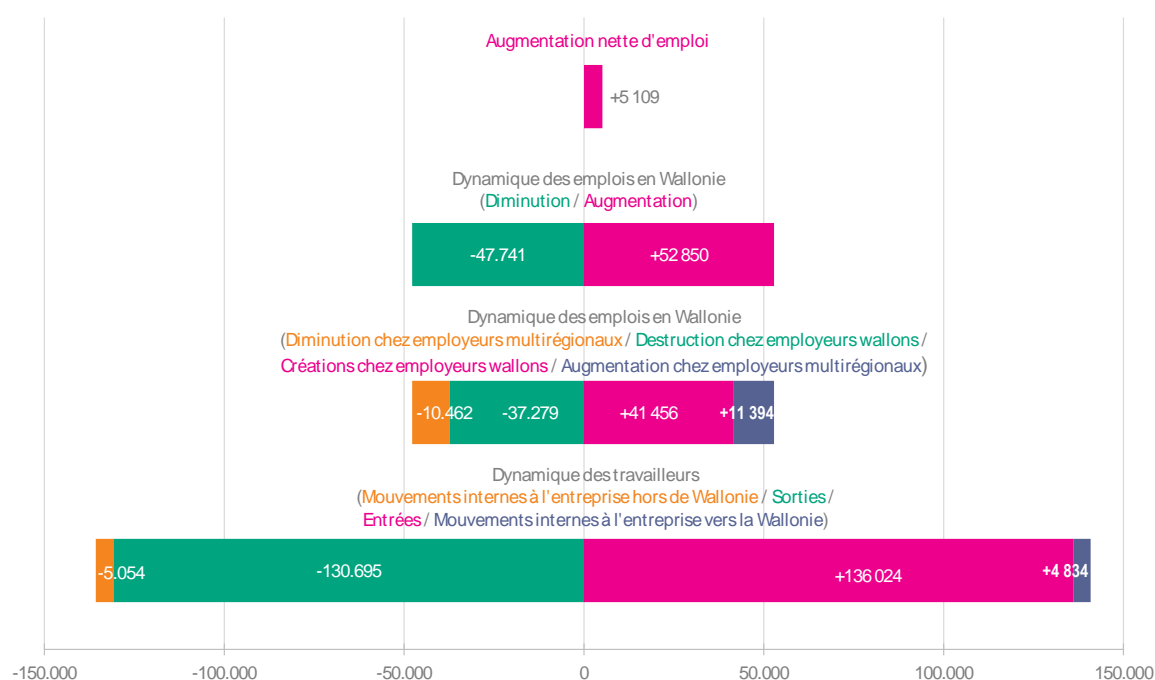 Augmentation nette d'emploi
+5 109
Dynamique des emplois en Wallonie
(Diminution / Augmentation)
-47.741
+52 850
Dynamique des emplois en Wallonie
(Diminution chez employeurs multirégionaux / Destruction chez employeurs wallons /
Créations chez employeurs wallons / Augmentation chez employeurs multirégionaux)
-10.462
-37.279
+41 456
+11 394
Dynamique des travailleurs
(Mouvements internes à l'entreprise hors de Wallonie / Sorties /
Entrées / Mouvements internes à l'entreprise vers la Wallonie)
-5.054
-130.695
+136 024
+4 834
-150.000
-100.000
-50.000
0
50.000
100.000
150.000